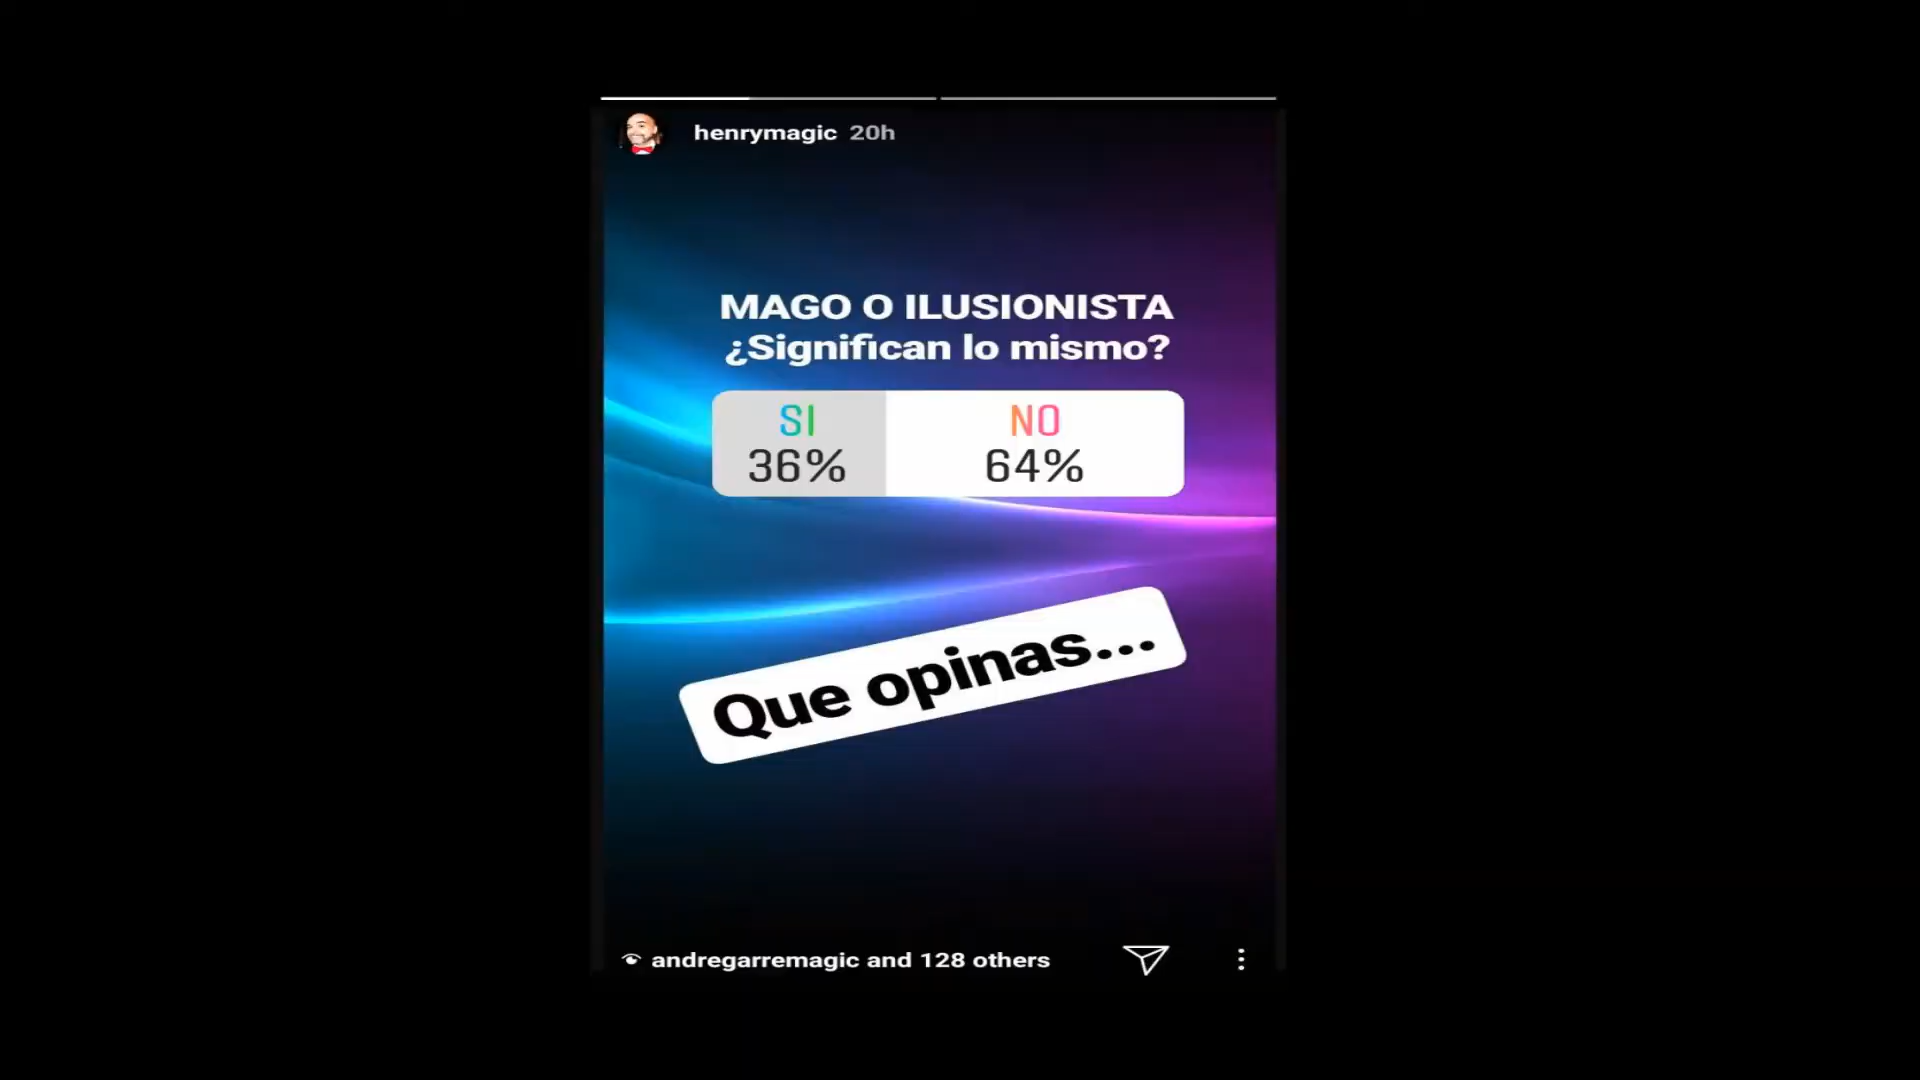 henrymagic 20h
MAGO O ILUSIONISTA
¿Significan lo mismo?
SI NO
36% 64%
Que opinas...
andregarremagic and 128 others